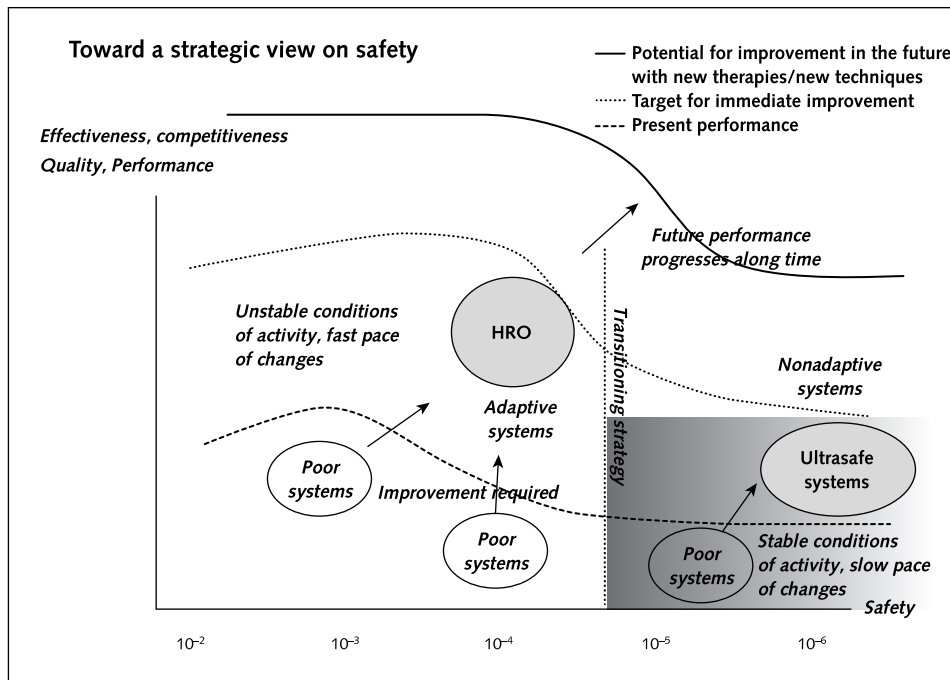 Toward a strategic view on safety
Potential for improvement in the future
with new therapies/new techniques
Target for immediate improvement
Present performance
Effectiveness, competitiveness
Quality, Performance
Future performance
progresses along time
Unstable conditions
of activity, fast pace
of changes
HRO
Transitioning strategy
Nonadaptive
systems
Adaptive
systems
Poor
systems
Improvement required
Ultrasafe
systems
Poor
systems
Poor
systems
Stable conditions
of activity, slow pace
of changes
Safety
10–2 10–3 10–4 10–5 10–6